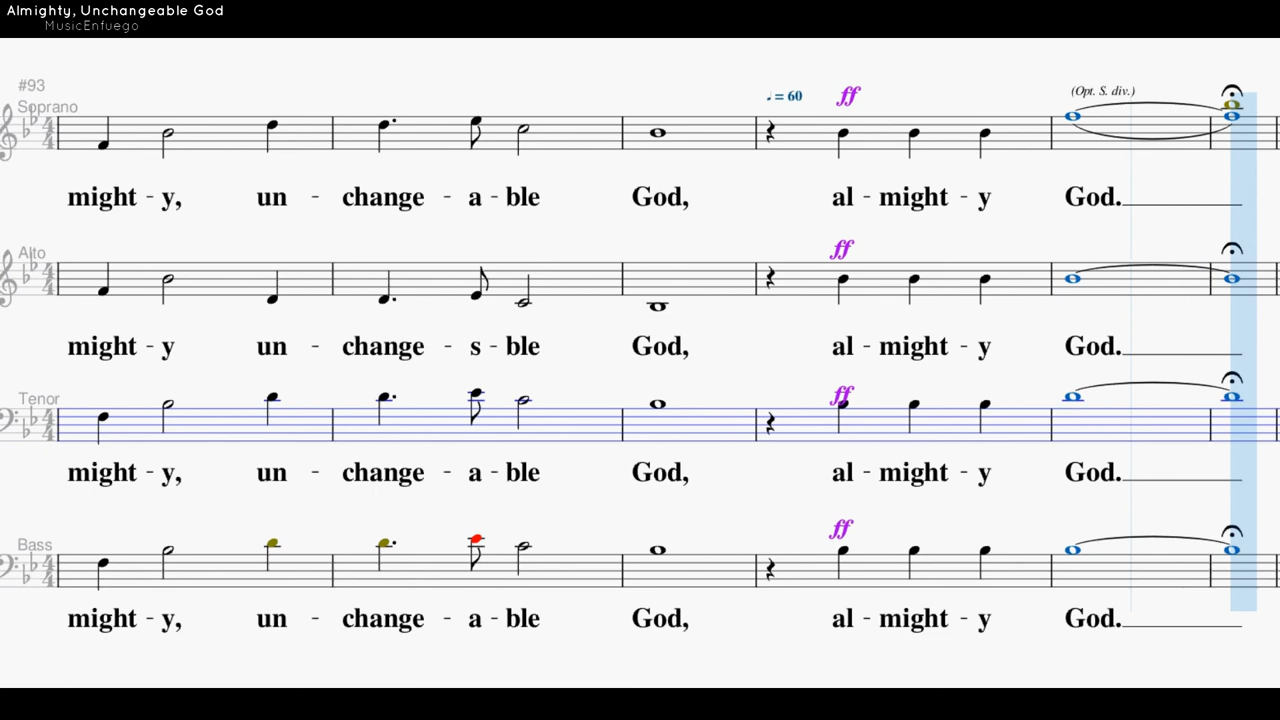 Almighty, Unchangeable God
MusicEnfuego
#93
Soprano
♩ = 60 ff (Opt. S. div.)
might - y, un - change - a - ble God, al - might - y God.
Alto
ff
might - y un - change - s - ble God, al - might - y God.
Tenor
ff
might - y, un - change - a - ble God, al - might - y God.
Bass
ff
might - y, un - change - a - ble God, al - might - y God.